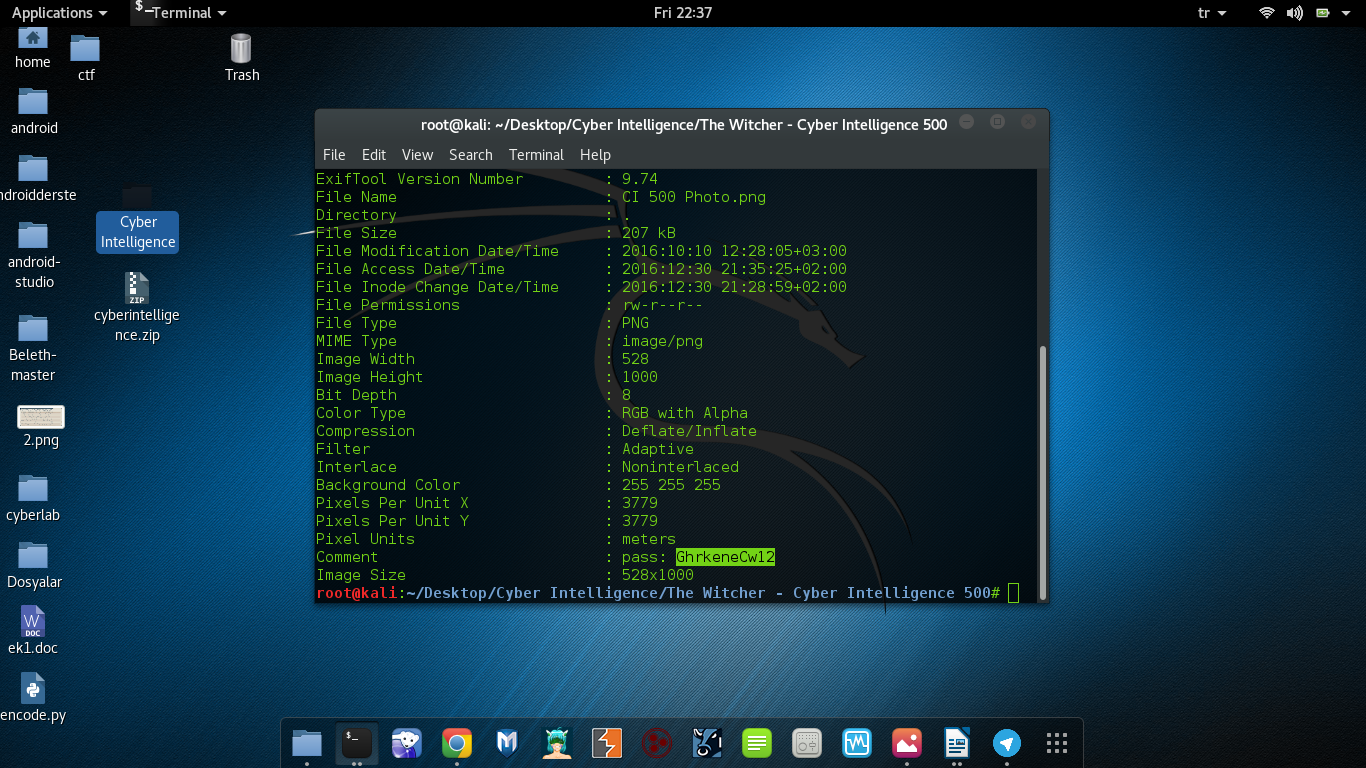 Applications
Terminal
Fri 22:37
tr
home
ctf
Trash
android
ndroidderste
Cyber
Intelligence
android-
studio
ZIP
cyberintellige
nce.zip
Beleth-
master
2.png
cyberlab
Dosyalar
W
DOC
ek1.doc
encode.py
root@kali: ~/Desktop/Cyber Intelligence/The Witcher - Cyber Intelligence 500
File Edit View Search Terminal Help
ExifTool Version Number : 9.74
File Name : CI 500 Photo.png
Directory : .
File Size : 207 kB
File Modification Date/Time : 2016:10:10 12:28:05+03:00
File Access Date/Time : 2016:12:30 21:35:25+02:00
File Inode Change Date/Time : 2016:12:30 21:28:59+02:00
File Permissions : rw-r--r--
File Type : PNG
MIME Type : image/png
Image Width : 528
Image Height : 1000
Bit Depth : 8
Color Type : RGB with Alpha
Compression : Deflate/Inflate
Filter : Adaptive
Interlace : Noninterlaced
Background Color : 255 255 255
Pixels Per Unit X : 3779
Pixels Per Unit Y : 3779
Pixel Units : meters
Comment : pass: GhrkeneCw12
Image Size : 528x1000
root@kali:~/Desktop/Cyber Intelligence/The Witcher - Cyber Intelligence 500#